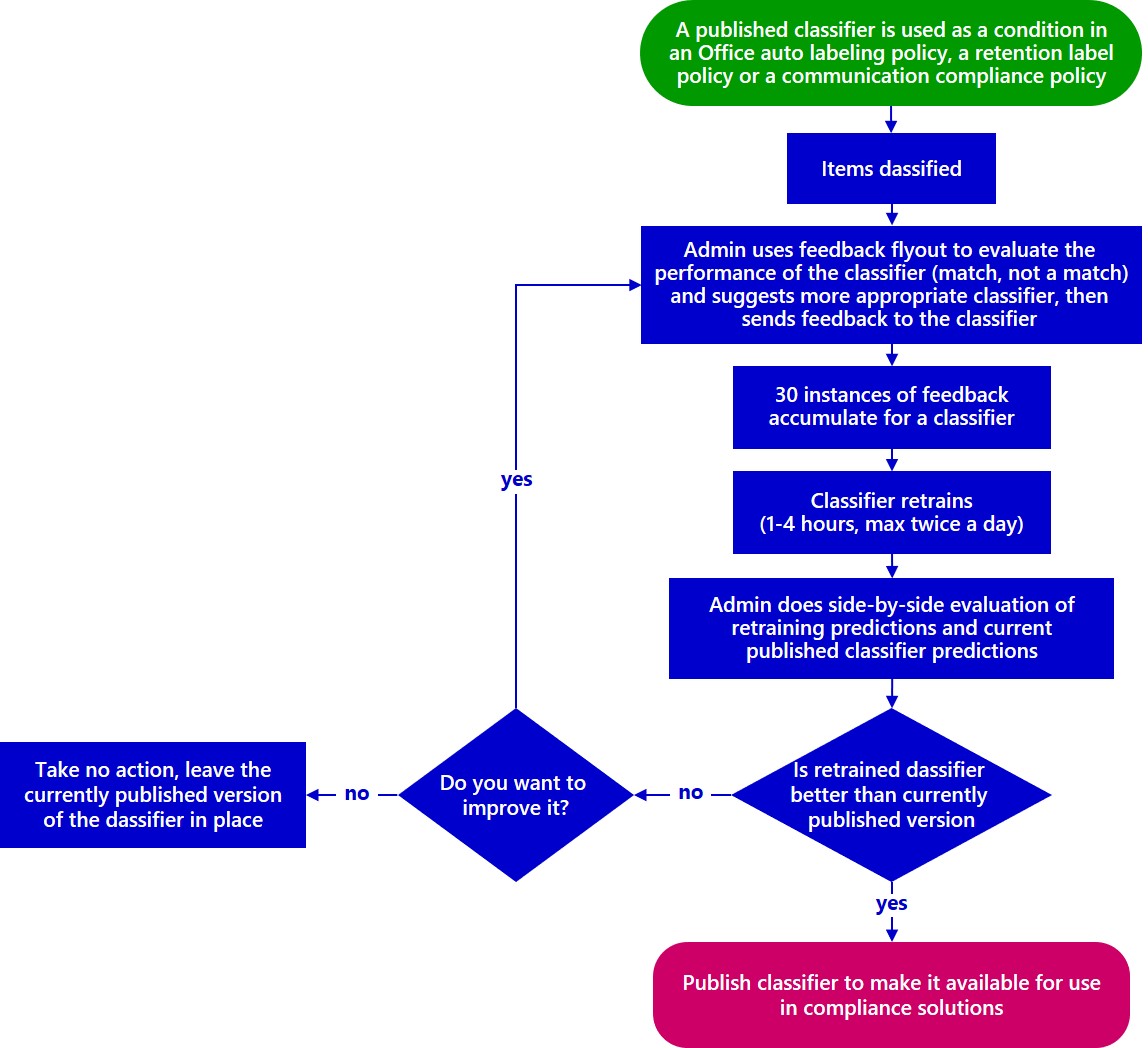 A published classifier is used as a condition in
an Office auto labeling policy, a retention label
policy or a communication compliance policy
Items dassified
Admin uses feedback flyout to evaluate the
performance of the classifier (match, not a match)
and suggests more appropriate classifier, then
sends feedback to the classifier
30 instances of feedback
accumulate for a classifier
yes
Classifier retrains
(1-4 hours, max twice a day)
Admin does side-by-side evaluation of
retraining predictions and current
published classifier predictions
Is retrained dassifier
better than currently
published version
no
Do you want to
improve it?
no
Take no action, leave the
currently published version
of the dassifier in place
yes
Publish classifier to make it available for use
in compliance solutions